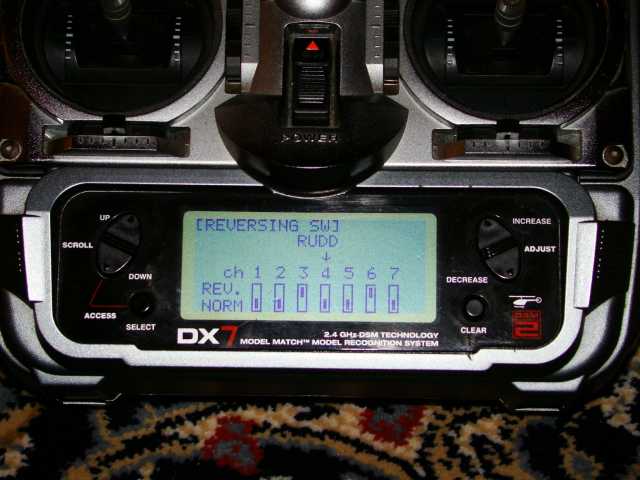 POWER
UP
SCROLL
DOWN
ACCESS
SELECT
[REVERSING SW]
RUDD
↓
ch 1 2 3 4 5 6 7
REV.
NORM
INCREASE
ADJUST
DECREASE
CLEAR
DX7
2.4 GHz-DSM TECHNOLOGY
MODEL MATCH™ MODEL RECOGNITION SYSTEM
DSM
2